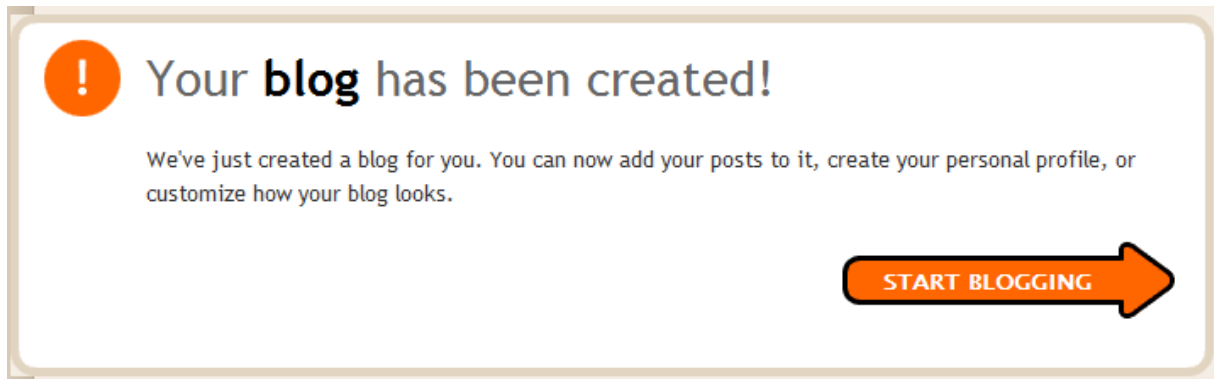 !
Your blog has been created!
We've just created a blog for you. You can now add your posts to it, create your personal profile, or
customize how your blog looks.
START BLOGGING